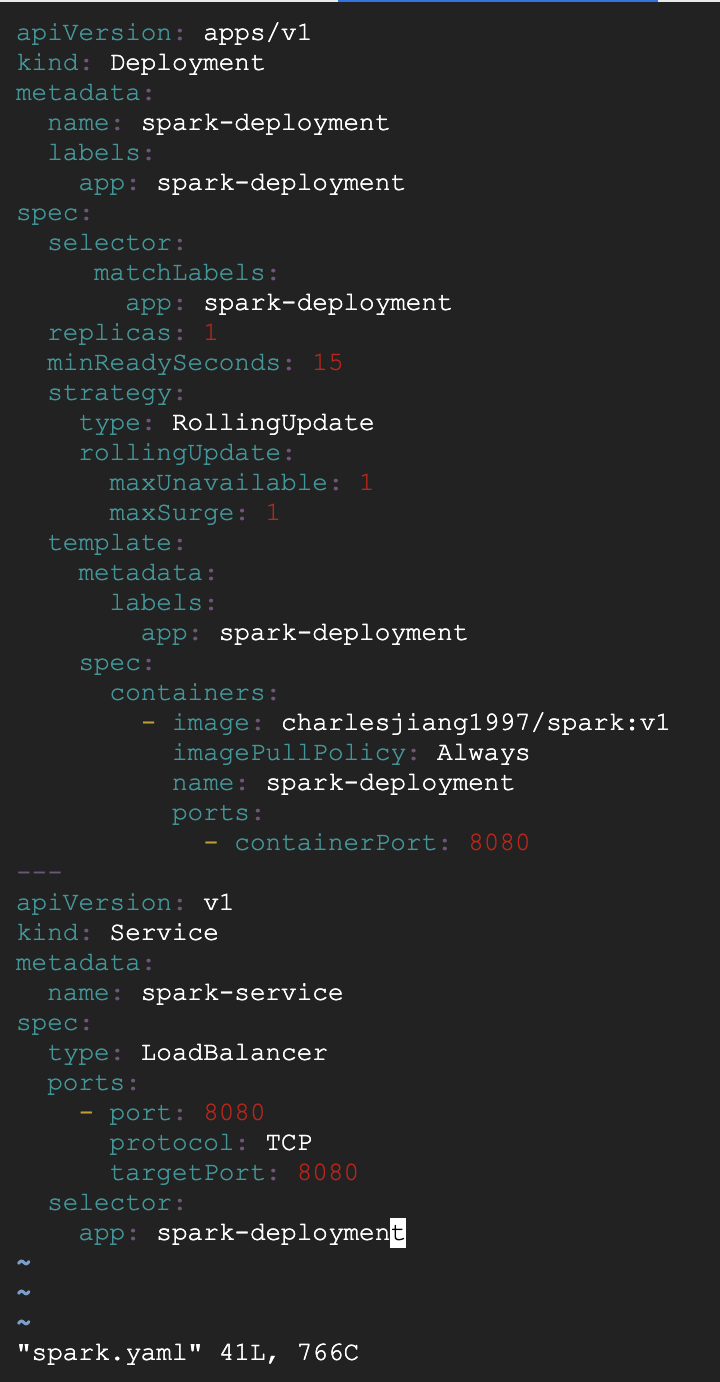 apiVersion: apps/v1
kind: Deployment
metadata:
  name: spark-deployment
  labels:
    app: spark-deployment
spec:
  selector:
     matchLabels:
       app: spark-deployment
  replicas: 1
  minReadySeconds: 15
  strategy:
    type: RollingUpdate
    rollingUpdate:
      maxUnavailable: 1
      maxSurge: 1
  template:
    metadata:
      labels:
        app: spark-deployment
    spec:
      containers:
        - image: charlesjiang1997/spark:v1
          imagePullPolicy: Always
          name: spark-deployment
          ports:
            - containerPort: 8080
---
apiVersion: v1
kind: Service
metadata:
  name: spark-service
spec:
  type: LoadBalancer
  ports:
    - port: 8080
      protocol: TCP
      targetPort: 8080
  selector:
    app: spark-deployment
~
~
~
"spark.yaml" 41L, 766C